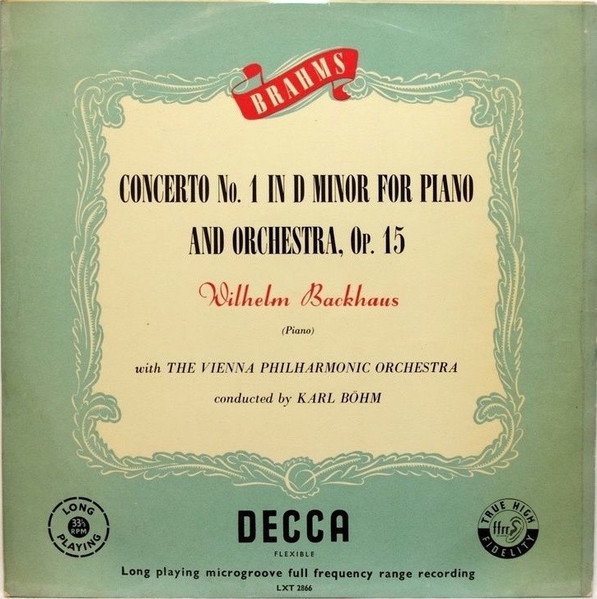 BRAHMS
CONCERTO No. 1 IN D MINOR FOR PIANO
AND ORCHESTRA, Op. 15
Wilhelm Backhaus
(Piano)
with THE VIENNA PHILHARMONIC ORCHESTRA
conducted by KARL BÖHM
LONG
33⅓
RPM
PLAYING
DECCA
FLEXIBLE
TRUE HIGH
ffrr
FIDELITY
Long playing microgroove full frequency range recording
LXT 2866